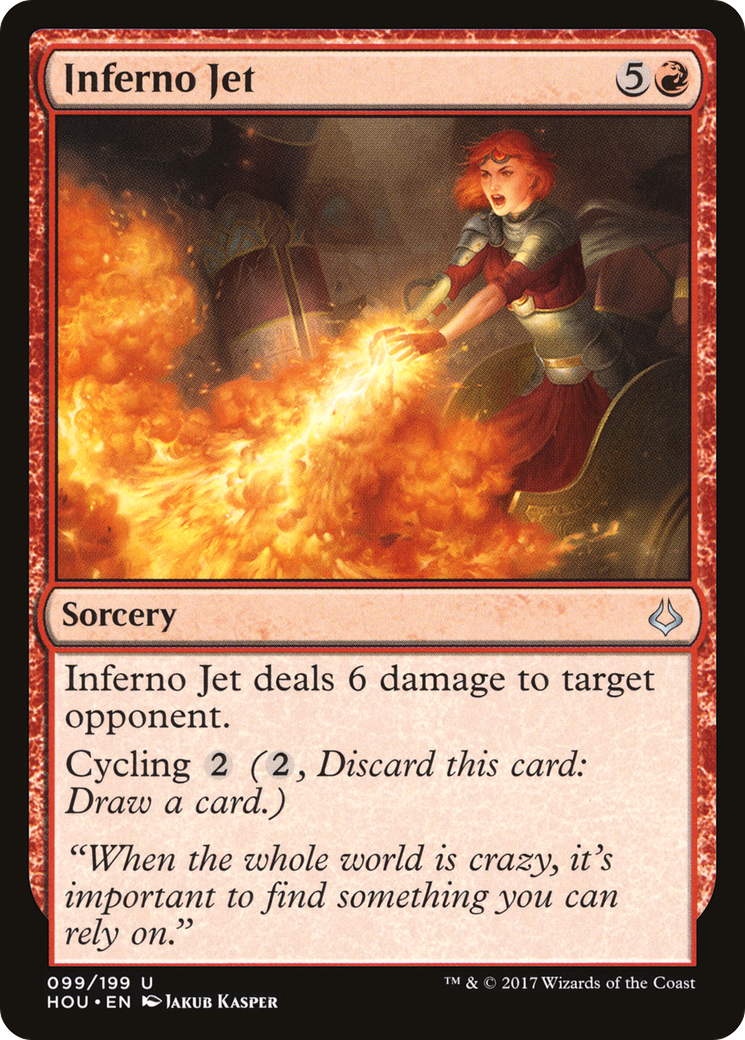 Inferno Jet 5
Sorcery
Inferno Jet deals 6 damage to target
opponent.
Cycling 2 (2, Discard this card:
Draw a card.)
“When the whole world is crazy, it’s
important to find something you can
rely on.”
099/199 U
HOU • EN Jakub Kasper
™ & © 2017 Wizards of the Coast